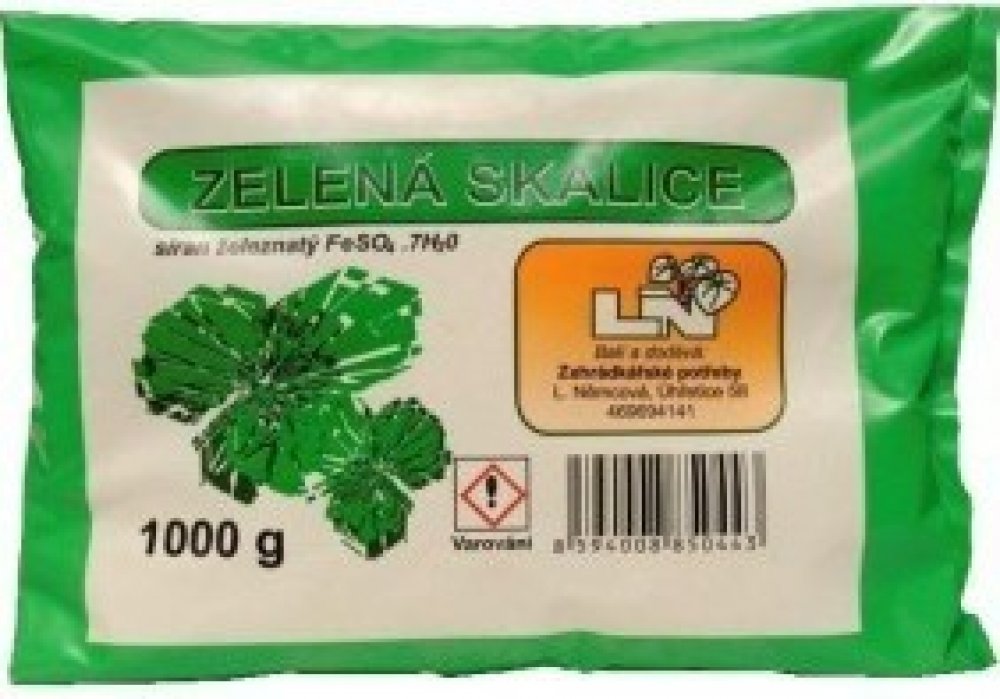 ZELENÁ SKALICE
síran železnatý FeSO₄ .7H₂0
LN
Balí a dodává
Zahrádkářské potřeby
L. Němcová, Úhřetice 58
469694141
1000 g
Varování
8 594008 850443